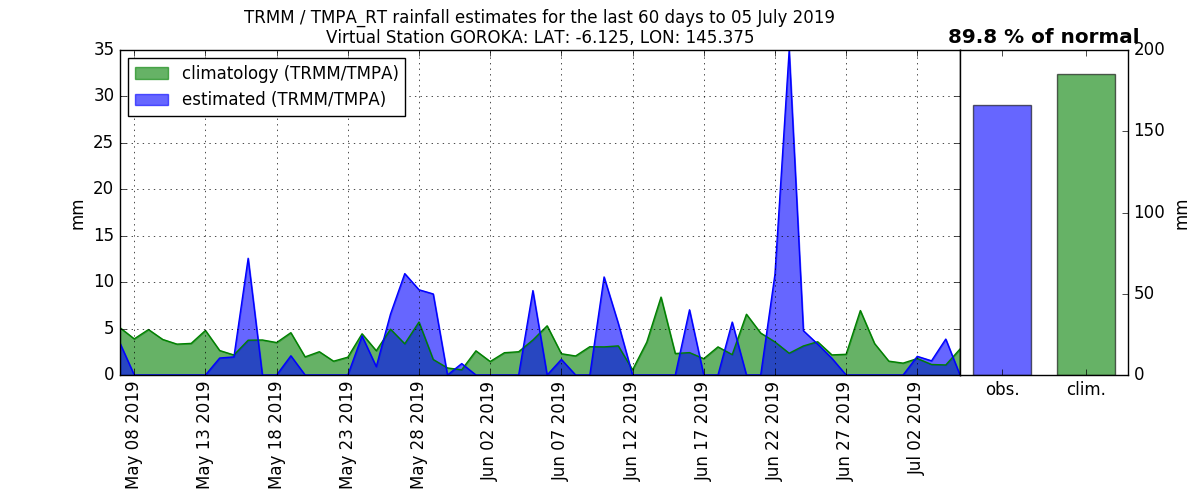 TRMM / TMPA_RT rainfall estimates for the last 60 days to 05 July 2019
Virtual Station GOROKA: LAT: -6.125, LON: 145.375
89.8 % of normal
climatology (TRMM/TMPA)
estimated (TRMM/TMPA)
35
30
25
20
15
10
5
0
mm
200
150
100
50
0
mm
obs.
clim.
May 08 2019
May 13 2019
May 18 2019
May 23 2019
May 28 2019
Jun 02 2019
Jun 07 2019
Jun 12 2019
Jun 17 2019
Jun 22 2019
Jun 27 2019
Jul 02 2019